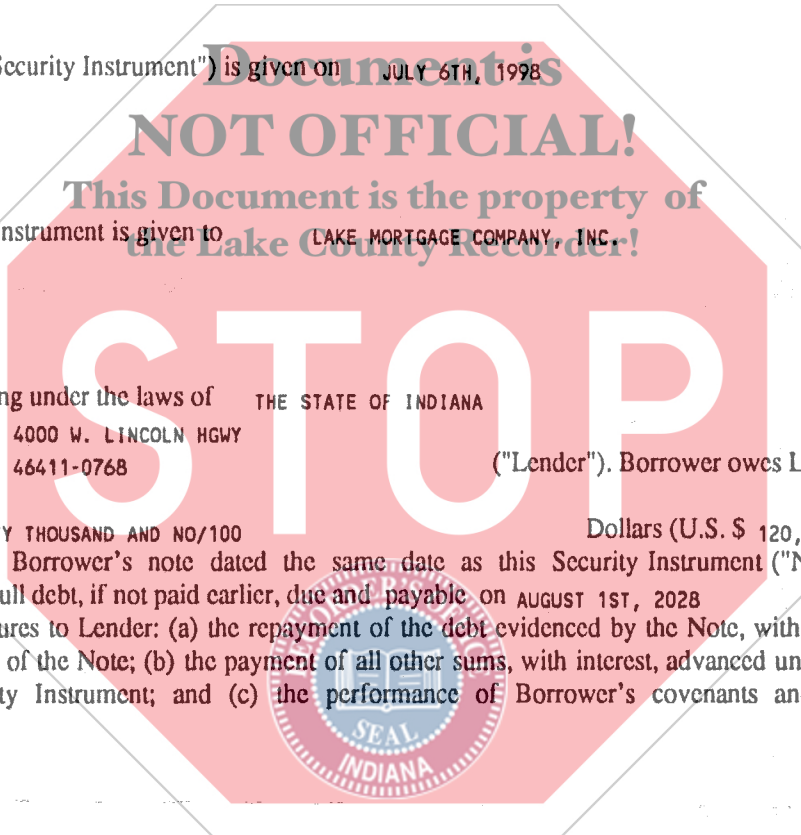 Security Instrument") is given on JULY 6TH, 1998
Document is
NOT OFFICIAL!
This Document is the property of
the Lake County Recorder!
nstrument is given to LAKE MORTGAGE COMPANY, INC.
STOP
ng under the laws of THE STATE OF INDIANA
4000 W. LINCOLN HGWY
46411-0768 ("Lender"). Borrower owes L
Y THOUSAND AND NO/100 Dollars (U.S. $ 120,
Borrower's note dated the same date as this Security Instrument ("N
ull debt, if not paid earlier, due and payable on AUGUST 1ST, 2028
ures to Lender: (a) the repayment of the debt evidenced by the Note, with
of the Note; (b) the payment of all other sums, with interest, advanced un
ty Instrument; and (c) the performance of Borrower's covenants an
RECORDER'S OFFICE
SEAL
INDIANA